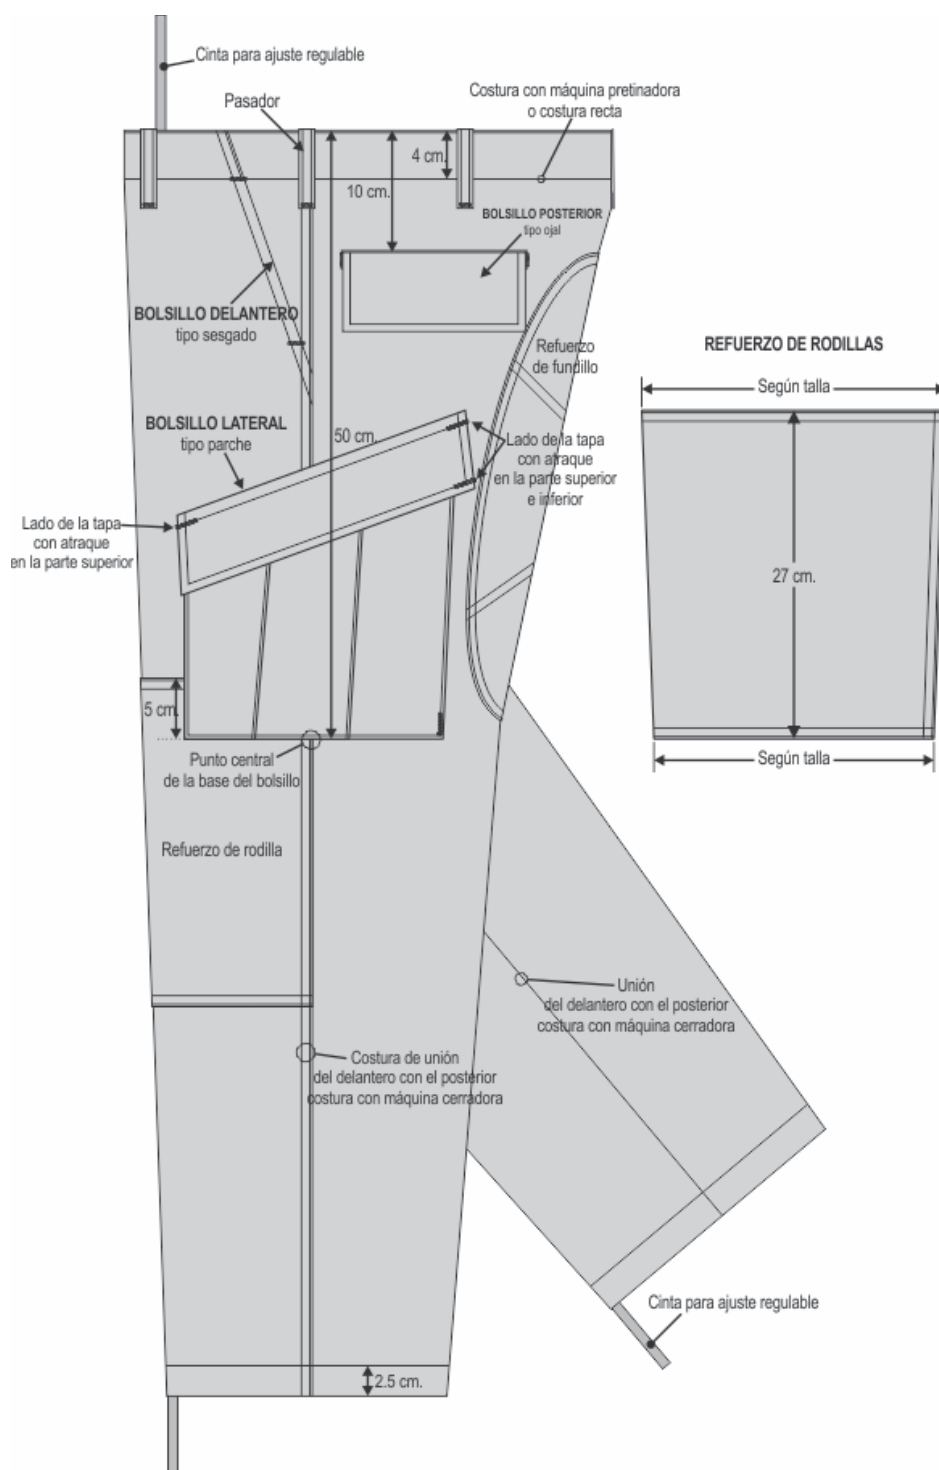 Cinta para ajuste regulable
Pasador
Costura con máquina pretinadora
o costura recta
4 cm.
10 cm.
BOLSILLO POSTERIOR
tipo ojal
BOLSILLO DELANTERO
tipo sesgado
Refuerzo
de fundillo
REFUERZO DE RODILLAS
Según talla
BOLSILLO LATERAL
tipo parche
50 cm.
Lado de la tapa
con atraque
en la parte superior
e inferior
Lado de la tapa
con atraque
en la parte superior
27 cm.
5 cm.
Punto central
de la base del bolsillo
Según talla
Refuerzo de rodilla
Unión
del delantero con el posterior
costura con máquina cerradora
Costura de unión
del delantero con el posterior
costura con máquina cerradora
Cinta para ajuste regulable
2.5 cm.